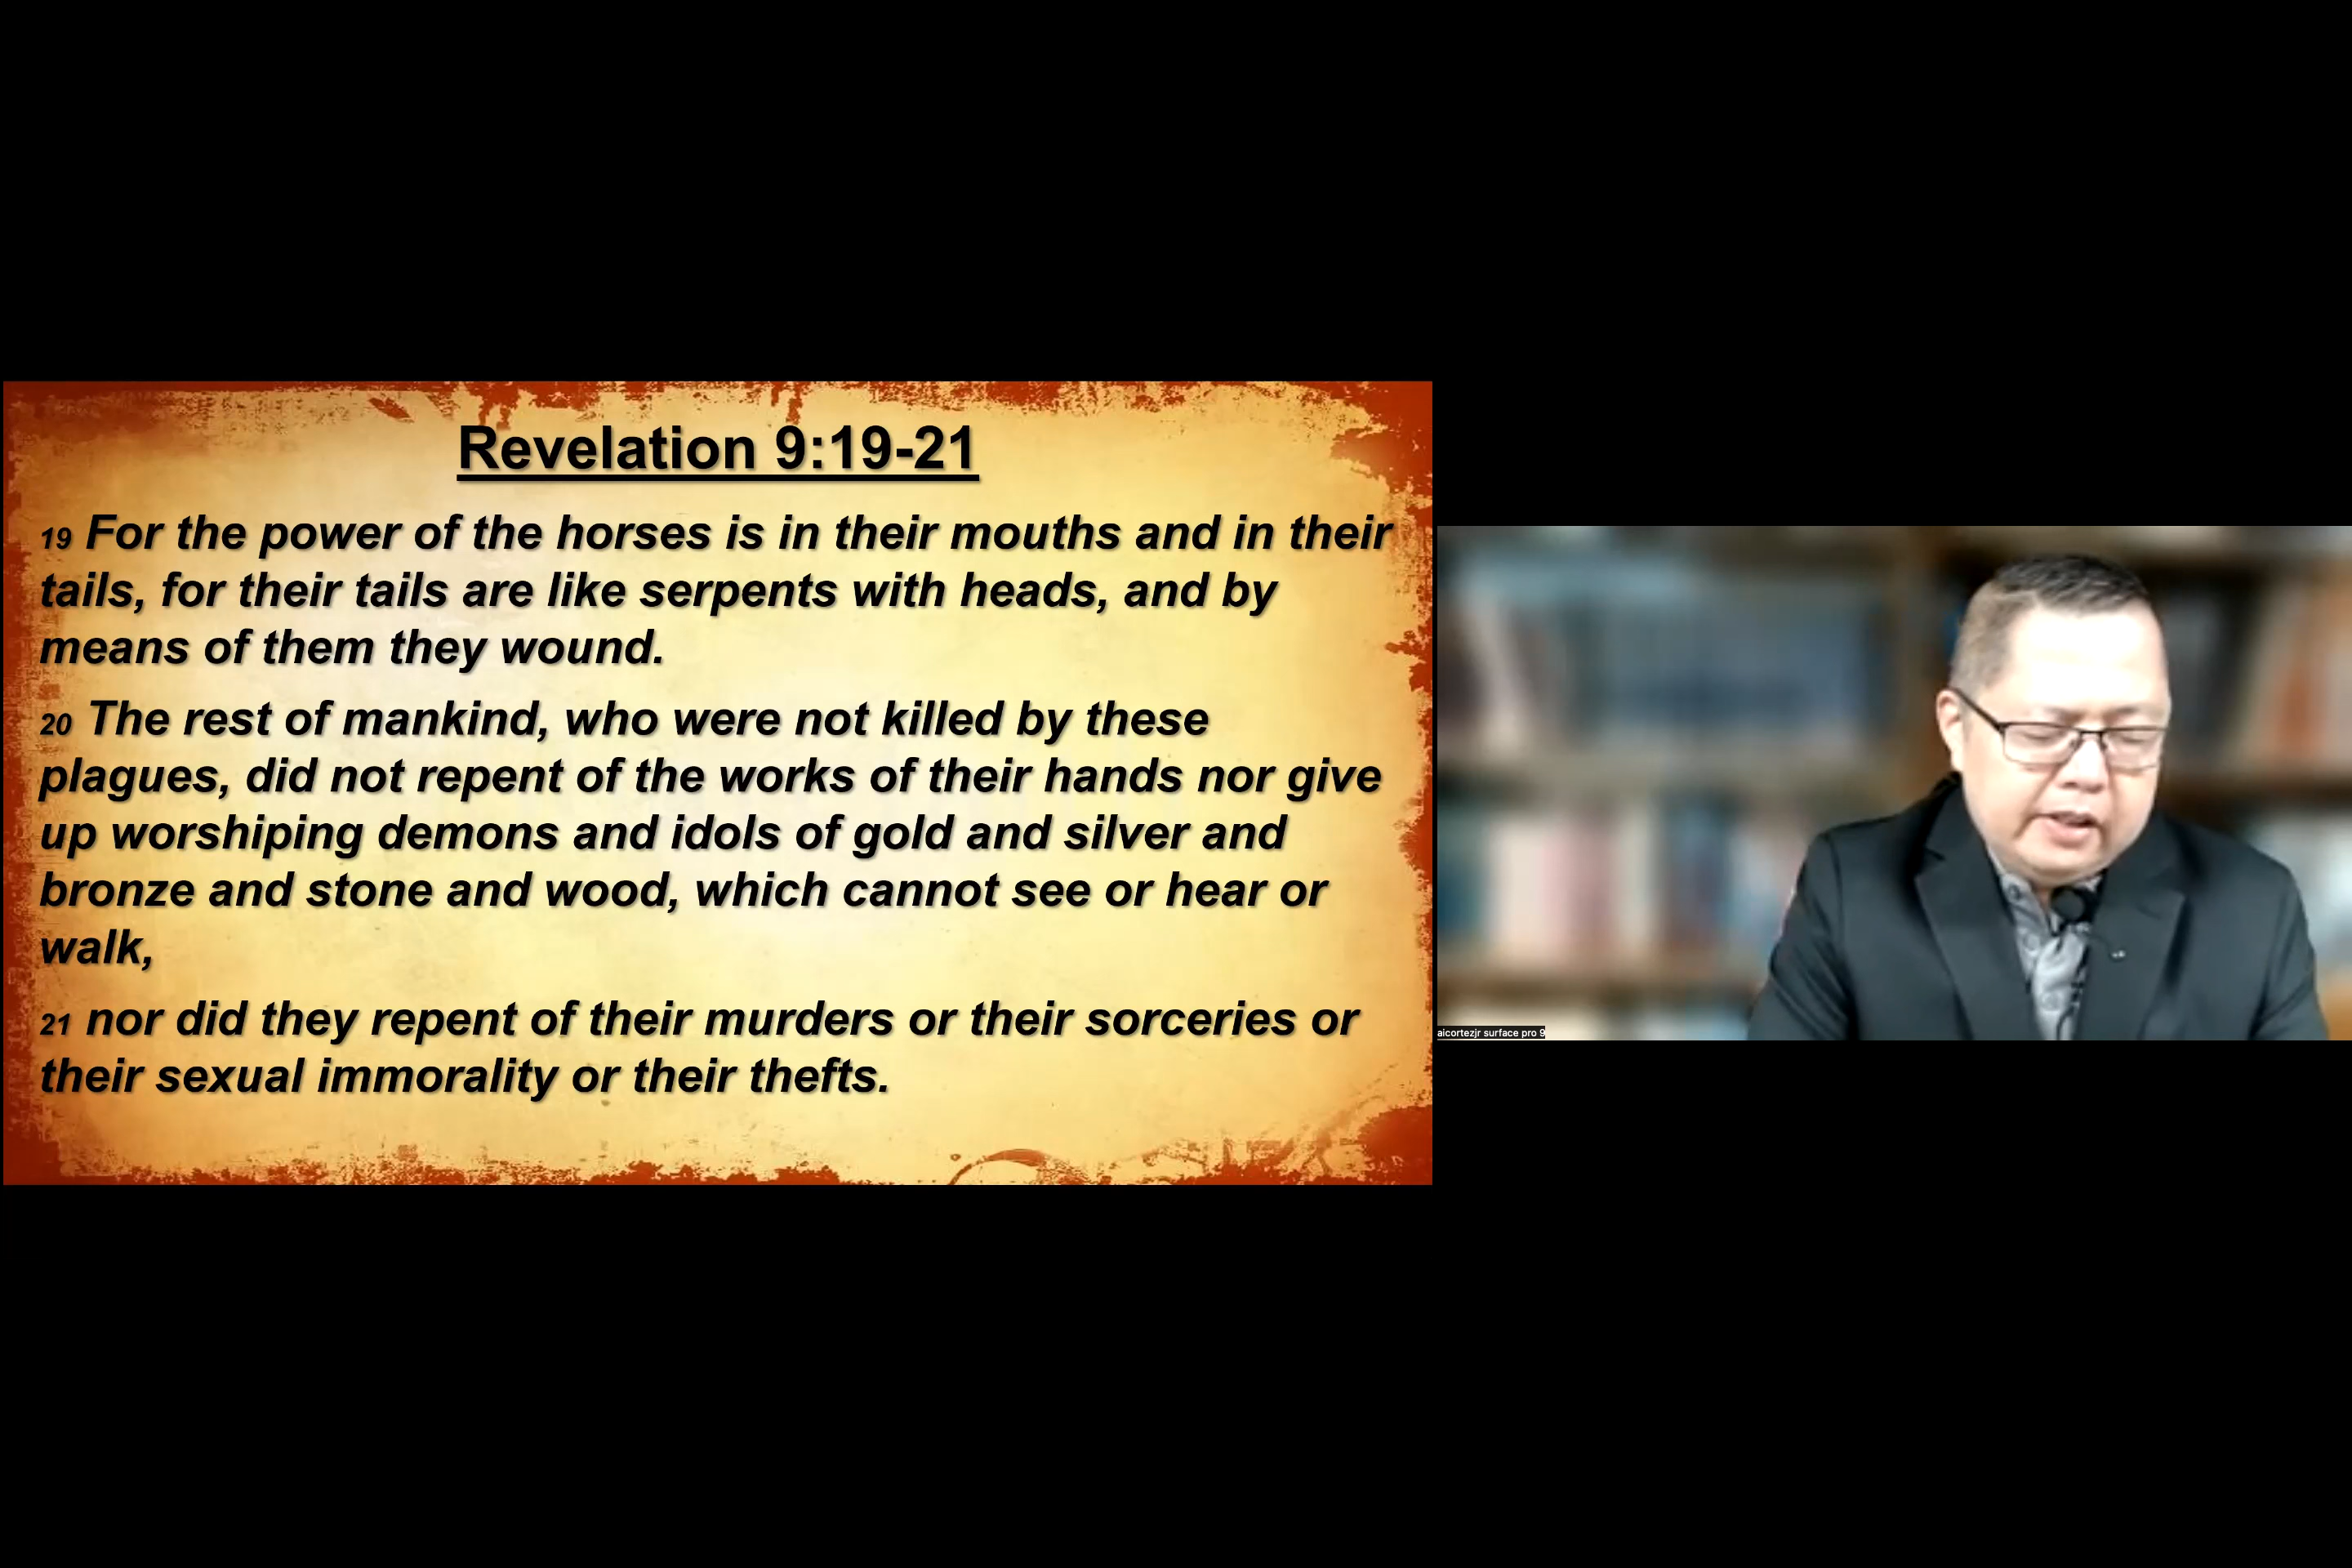 Revelation 9:19-21
19 For the power of the horses is in their mouths and in their
tails, for their tails are like serpents with heads, and by
means of them they wound.
20 The rest of mankind, who were not killed by these
plagues, did not repent of the works of their hands nor give
up worshiping demons and idols of gold and silver and
bronze and stone and wood, which cannot see or hear or
walk,
21 nor did they repent of their murders or their sorceries or
their sexual immorality or their thefts.
aicortezjr surface pro 9